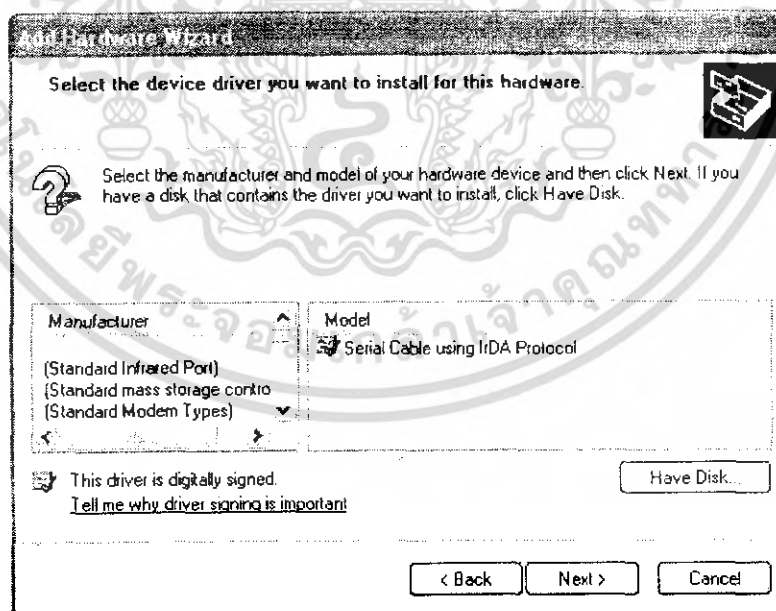 Add Hardware Wizard
Select the device driver you want to install for this hardware.
Select the manufacturer and model of your hardware device and then click Next. If you
have a disk that contains the driver you want to install, click Have Disk.
Manufacturer
Model
(Standard Infrared Port)
(Standard mass storage contro
(Standard Modem Types)
Serial Cable using IrDA Protocol
This driver is digitally signed.
Tell me why driver signing is important
Have Disk...
< Back
Next >
Cancel